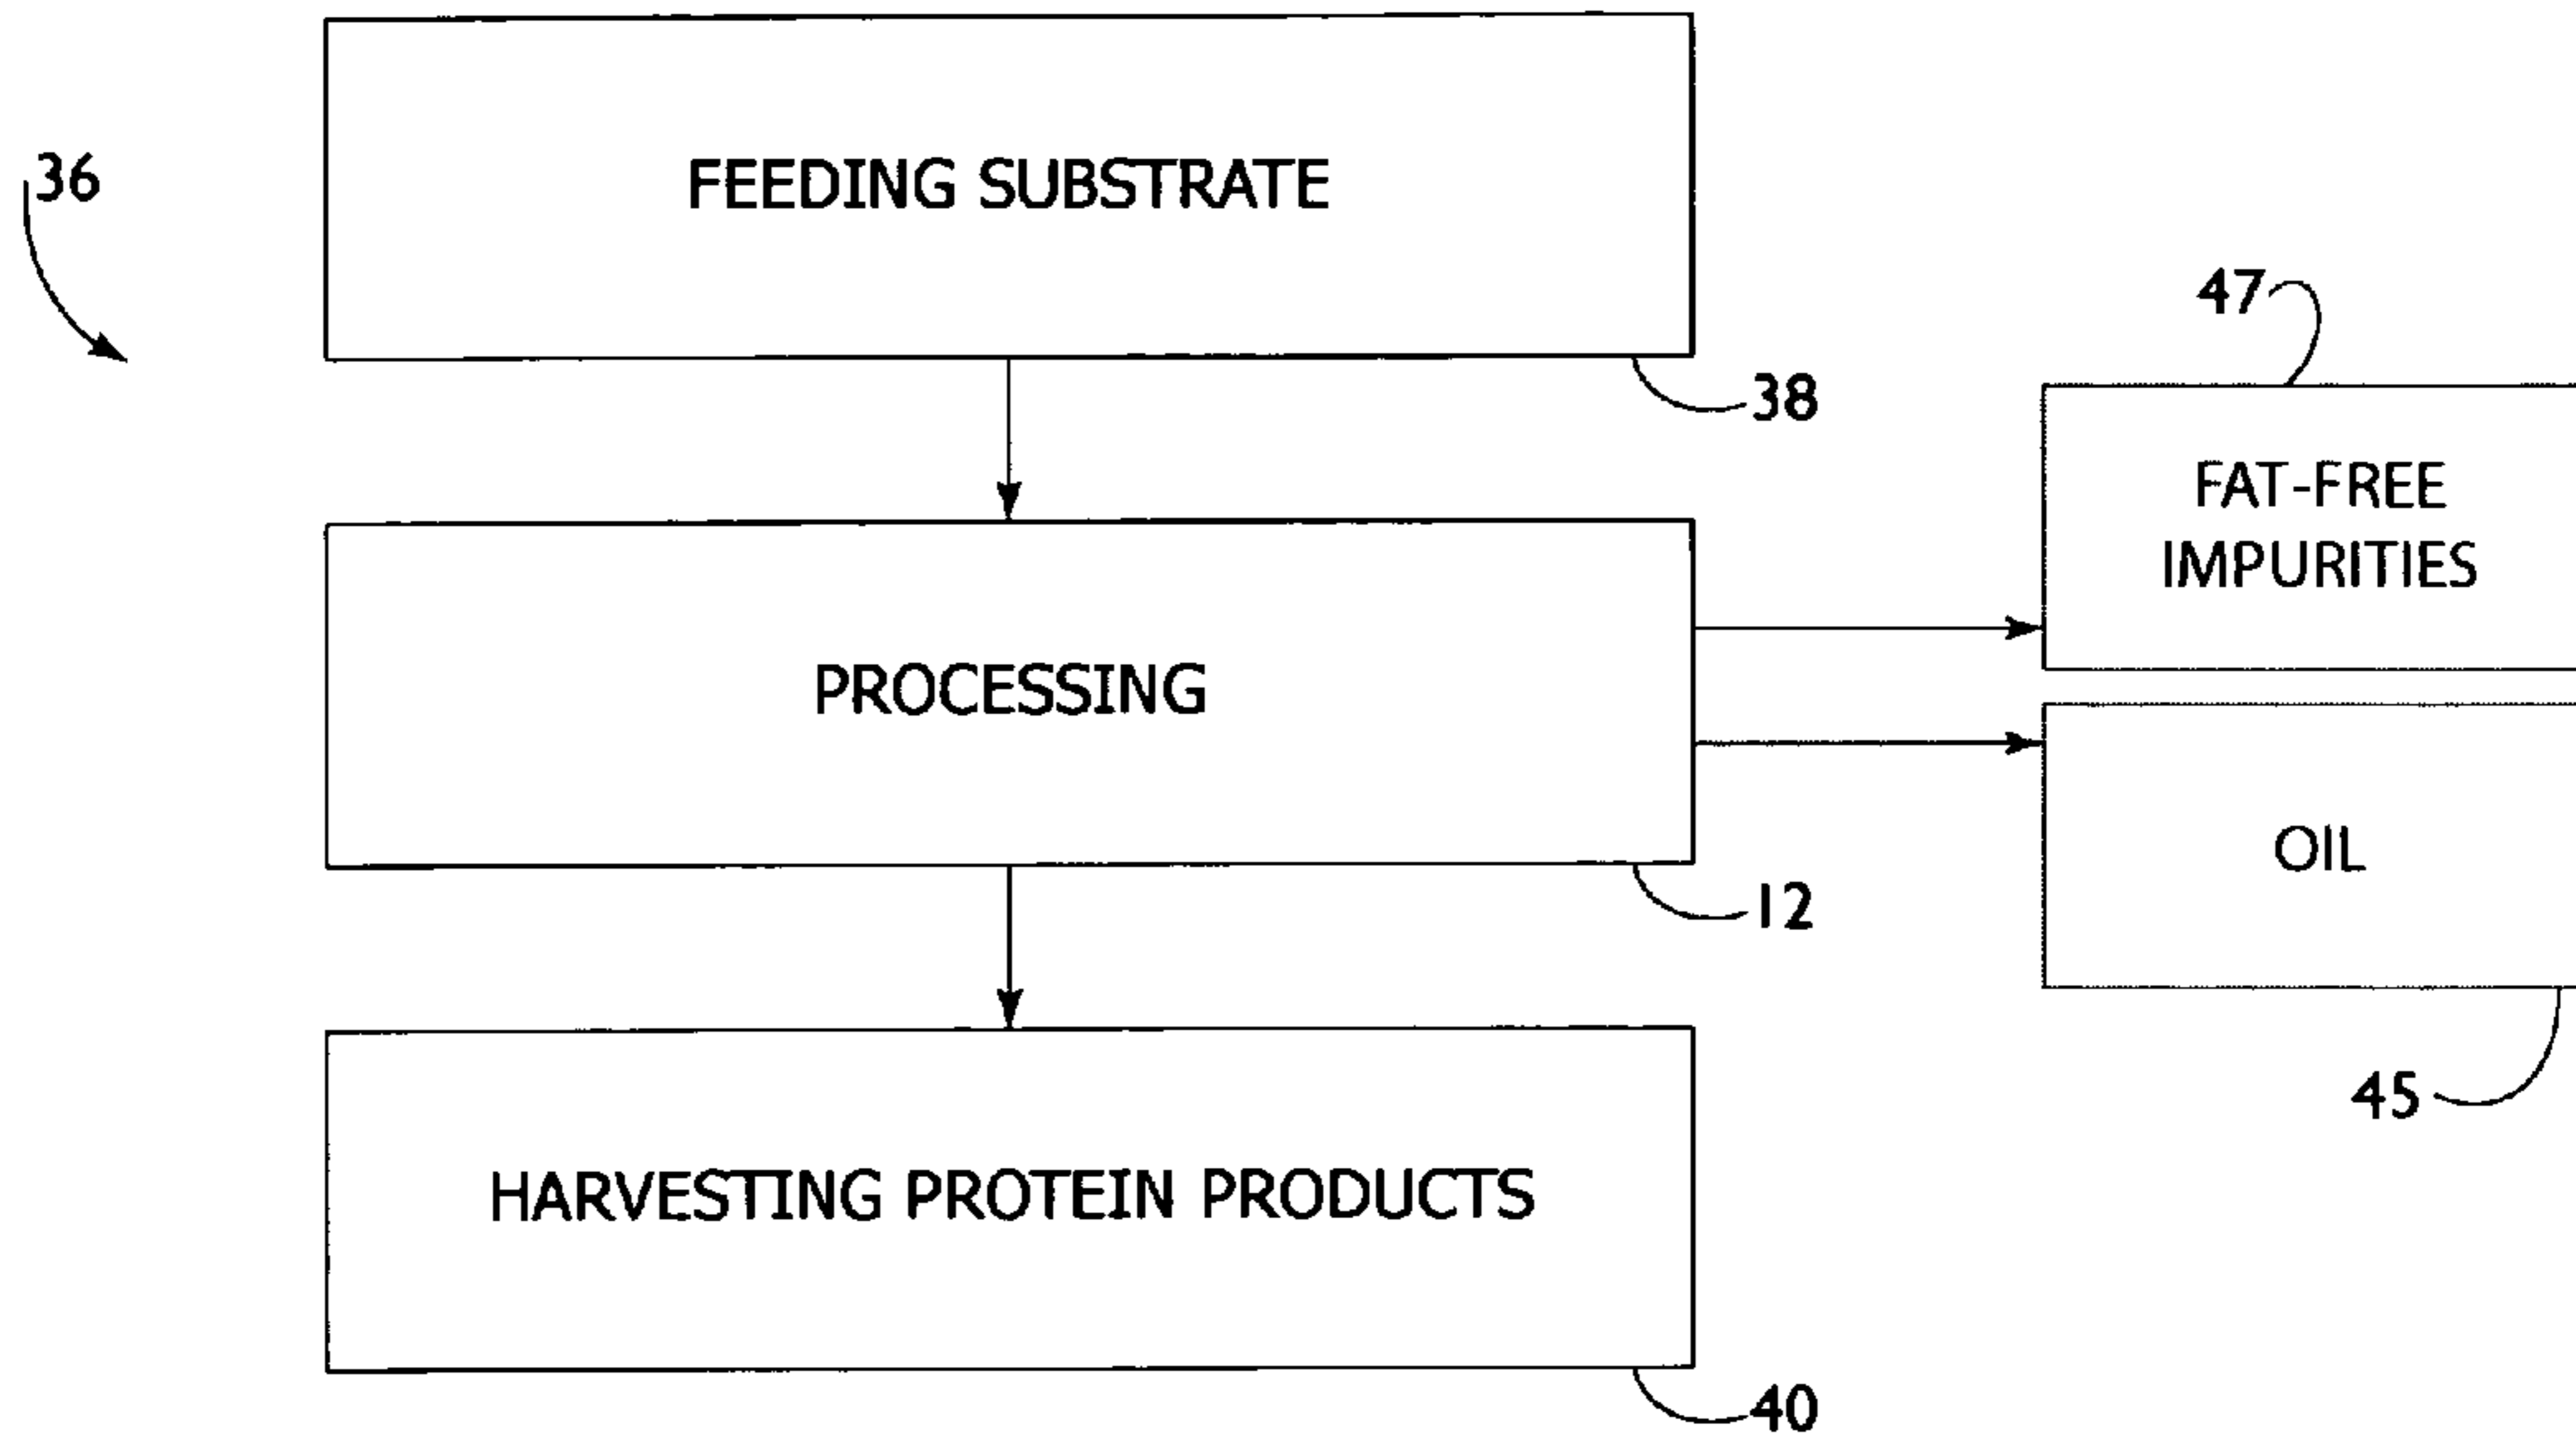 36
FEEDING SUBSTRATE
38
47
FAT-FREE
IMPURITIES
PROCESSING
12
OIL
45
HARVESTING PROTEIN PRODUCTS
40